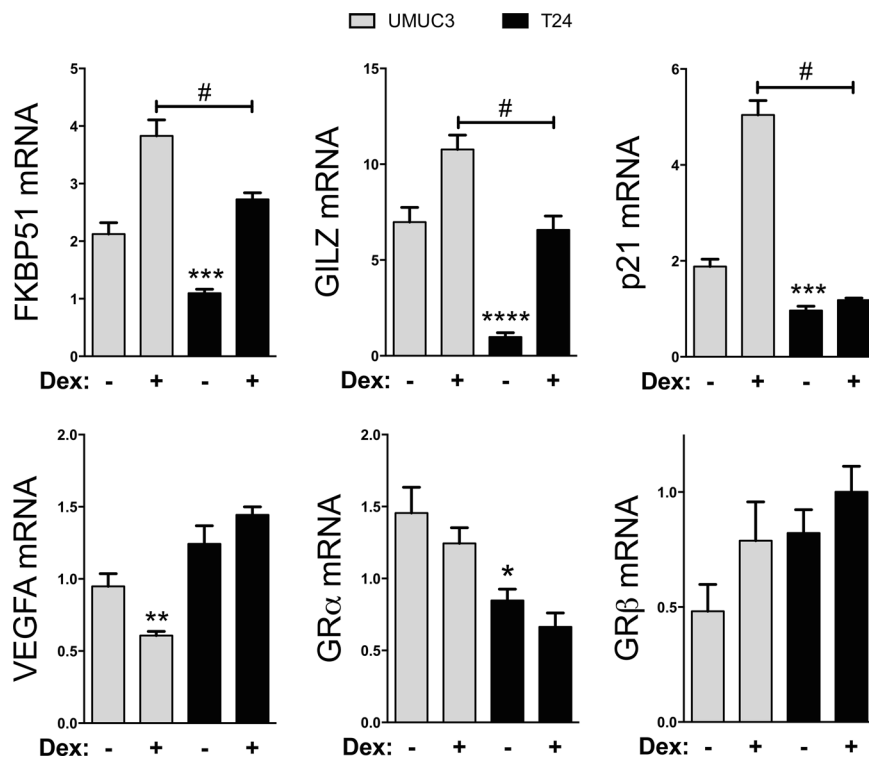 UMUC3 T24
FKBP51 mRNA
5
4
3
2
1
0
#
***
Dex: - + - +
GILZ mRNA
15
10
5
0
#
****
Dex: - + - +
p21 mRNA
6
4
2
0
#
***
Dex: - + - +
VEGFA mRNA
2.0
1.5
1.0
0.5
0.0
**
Dex: - + - +
GRα mRNA
2.0
1.5
1.0
0.5
0.0
*
Dex: - + - +
GRβ mRNA
1.0
0.5
0.0
Dex: - + - +